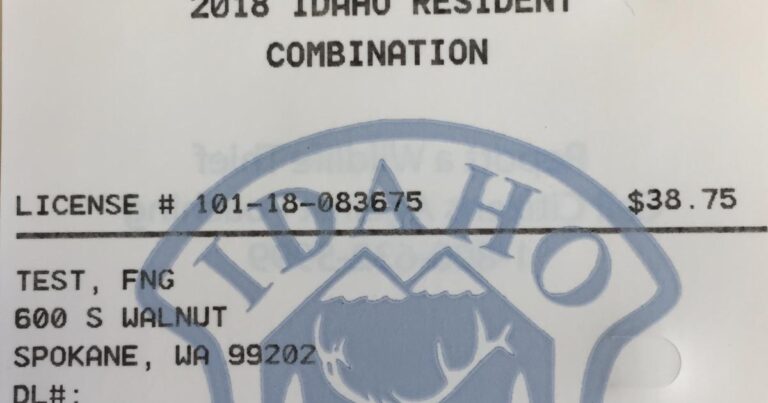 2018 IDAHO RESIDENT
COMBINATION
LICENSE # 101-18-083675 $38.75
IDAHO
TEST, FNG
600 S WALNUT
SPOKANE, WA 99202
DL#: